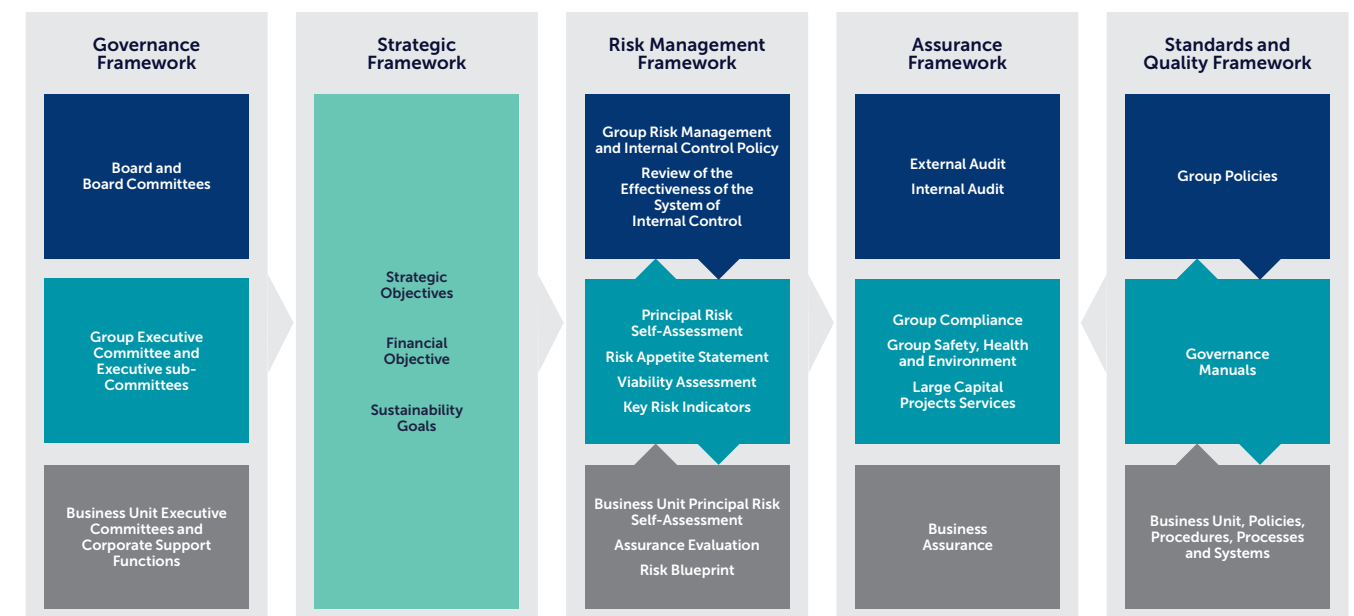 Governance
Framework
Board and
Board Committees
Group Executive
Committee and
Executive sub-
Committees
Business Unit Executive
Committees and
Corporate Support
Functions
Strategic
Framework
Strategic
Objectives
Financial
Objective
Sustainability
Goals
Risk Management
Framework
Group Risk Management
and Internal Control Policy
Review of the
Effectiveness of the
System of
Internal Control
Principal Risk
Self-Assessment
Risk Appetite Statement
Viability Assessment
Key Risk Indicators
Business Unit Principal Risk
Self-Assessment
Assurance Evaluation
Risk Blueprint
Assurance
Framework
External Audit
Internal Audit
Group Compliance
Group Safety, Health
and Environment
Large Capital
Projects Services
Business
Assurance
Standards and
Quality Framework
Group Policies
Governance
Manuals
Business Unit, Policies,
Procedures, Processes
and Systems